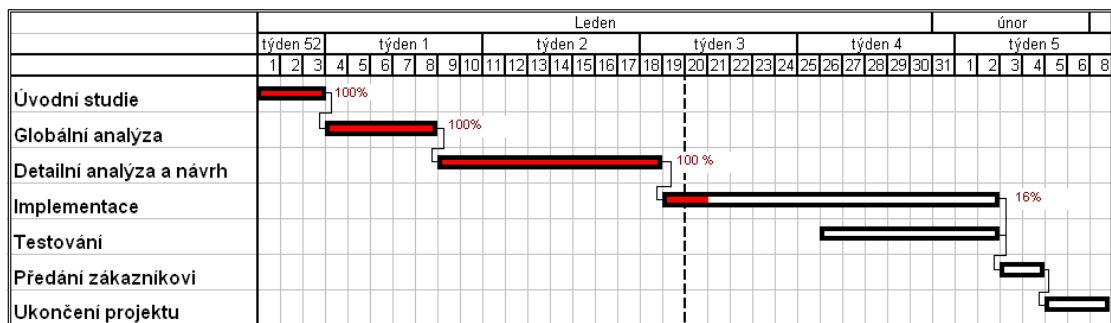 Leden únor
týden 52 týden 1 týden 2 týden 3 týden 4 týden 5
1 2 3 4 5 6 7 8 9 10 11 12 13 14 15 16 17 18 19 20 21 22 23 24 25 26 27 28 29 30 31 1 2 3 4 5 6 8
Úvodní studie 100%
Globální analýza 100%
Detailní analýza a návrh 100 %
Implementace 16%
Testování
Předání zákazníkovi
Ukončení projektu